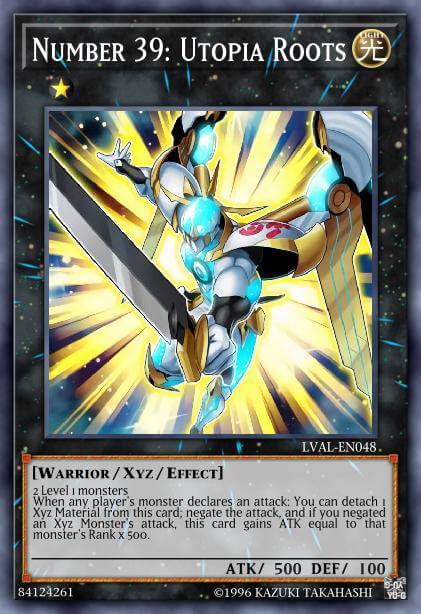 NUMBER 39: UTOPIA ROOTS
LIGHT
光
39
LVAL-EN048
[WARRIOR/XYZ/EFFECT]
2 Level 1 monsters
When any player's monster declares an attack: You can detach 1
Xyz Material from this card; negate the attack, and if you negated
an Xyz Monster's attack, this card gains ATK equal to that
monster's Rank x 500.
ATK/ 500 DEF/ 100
84124261
©1996 KAZUKI TAKAHASHI